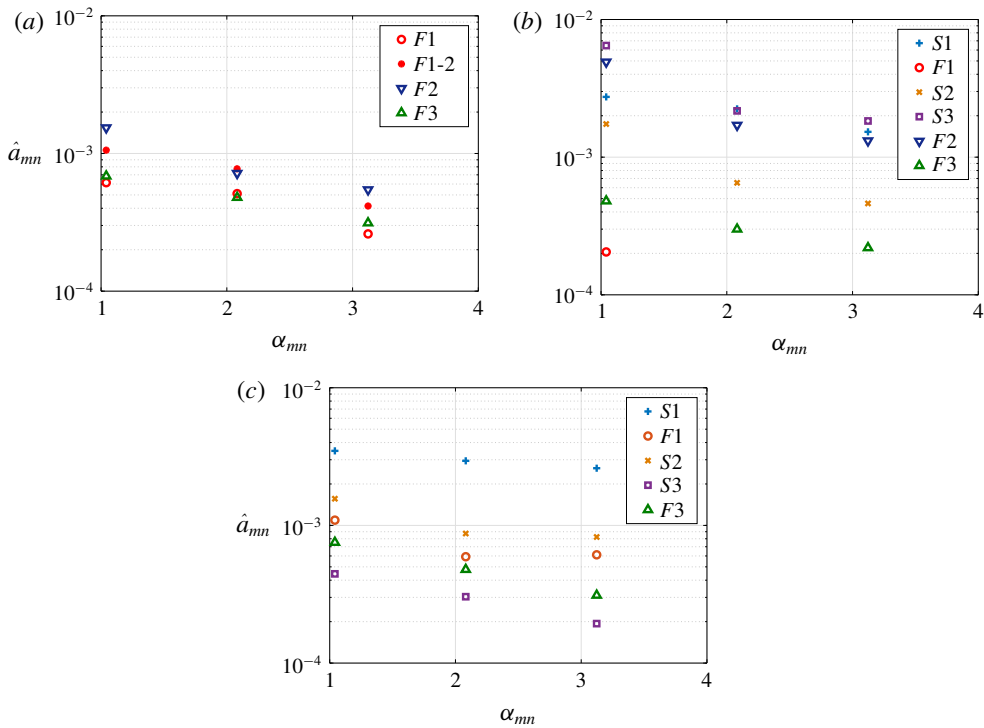 (a)
10⁻²
10⁻³
10⁻⁴
â_mn
F1
F1-2
F2
F3
1 2 3 4
α_mn
(b)
10⁻²
10⁻³
10⁻⁴
S1
F1
S2
S3
F2
F3
1 2 3 4
α_mn
(c)
10⁻²
10⁻³
10⁻⁴
â_mn
S1
F1
S2
S3
F3
1 2 3 4
α_mn